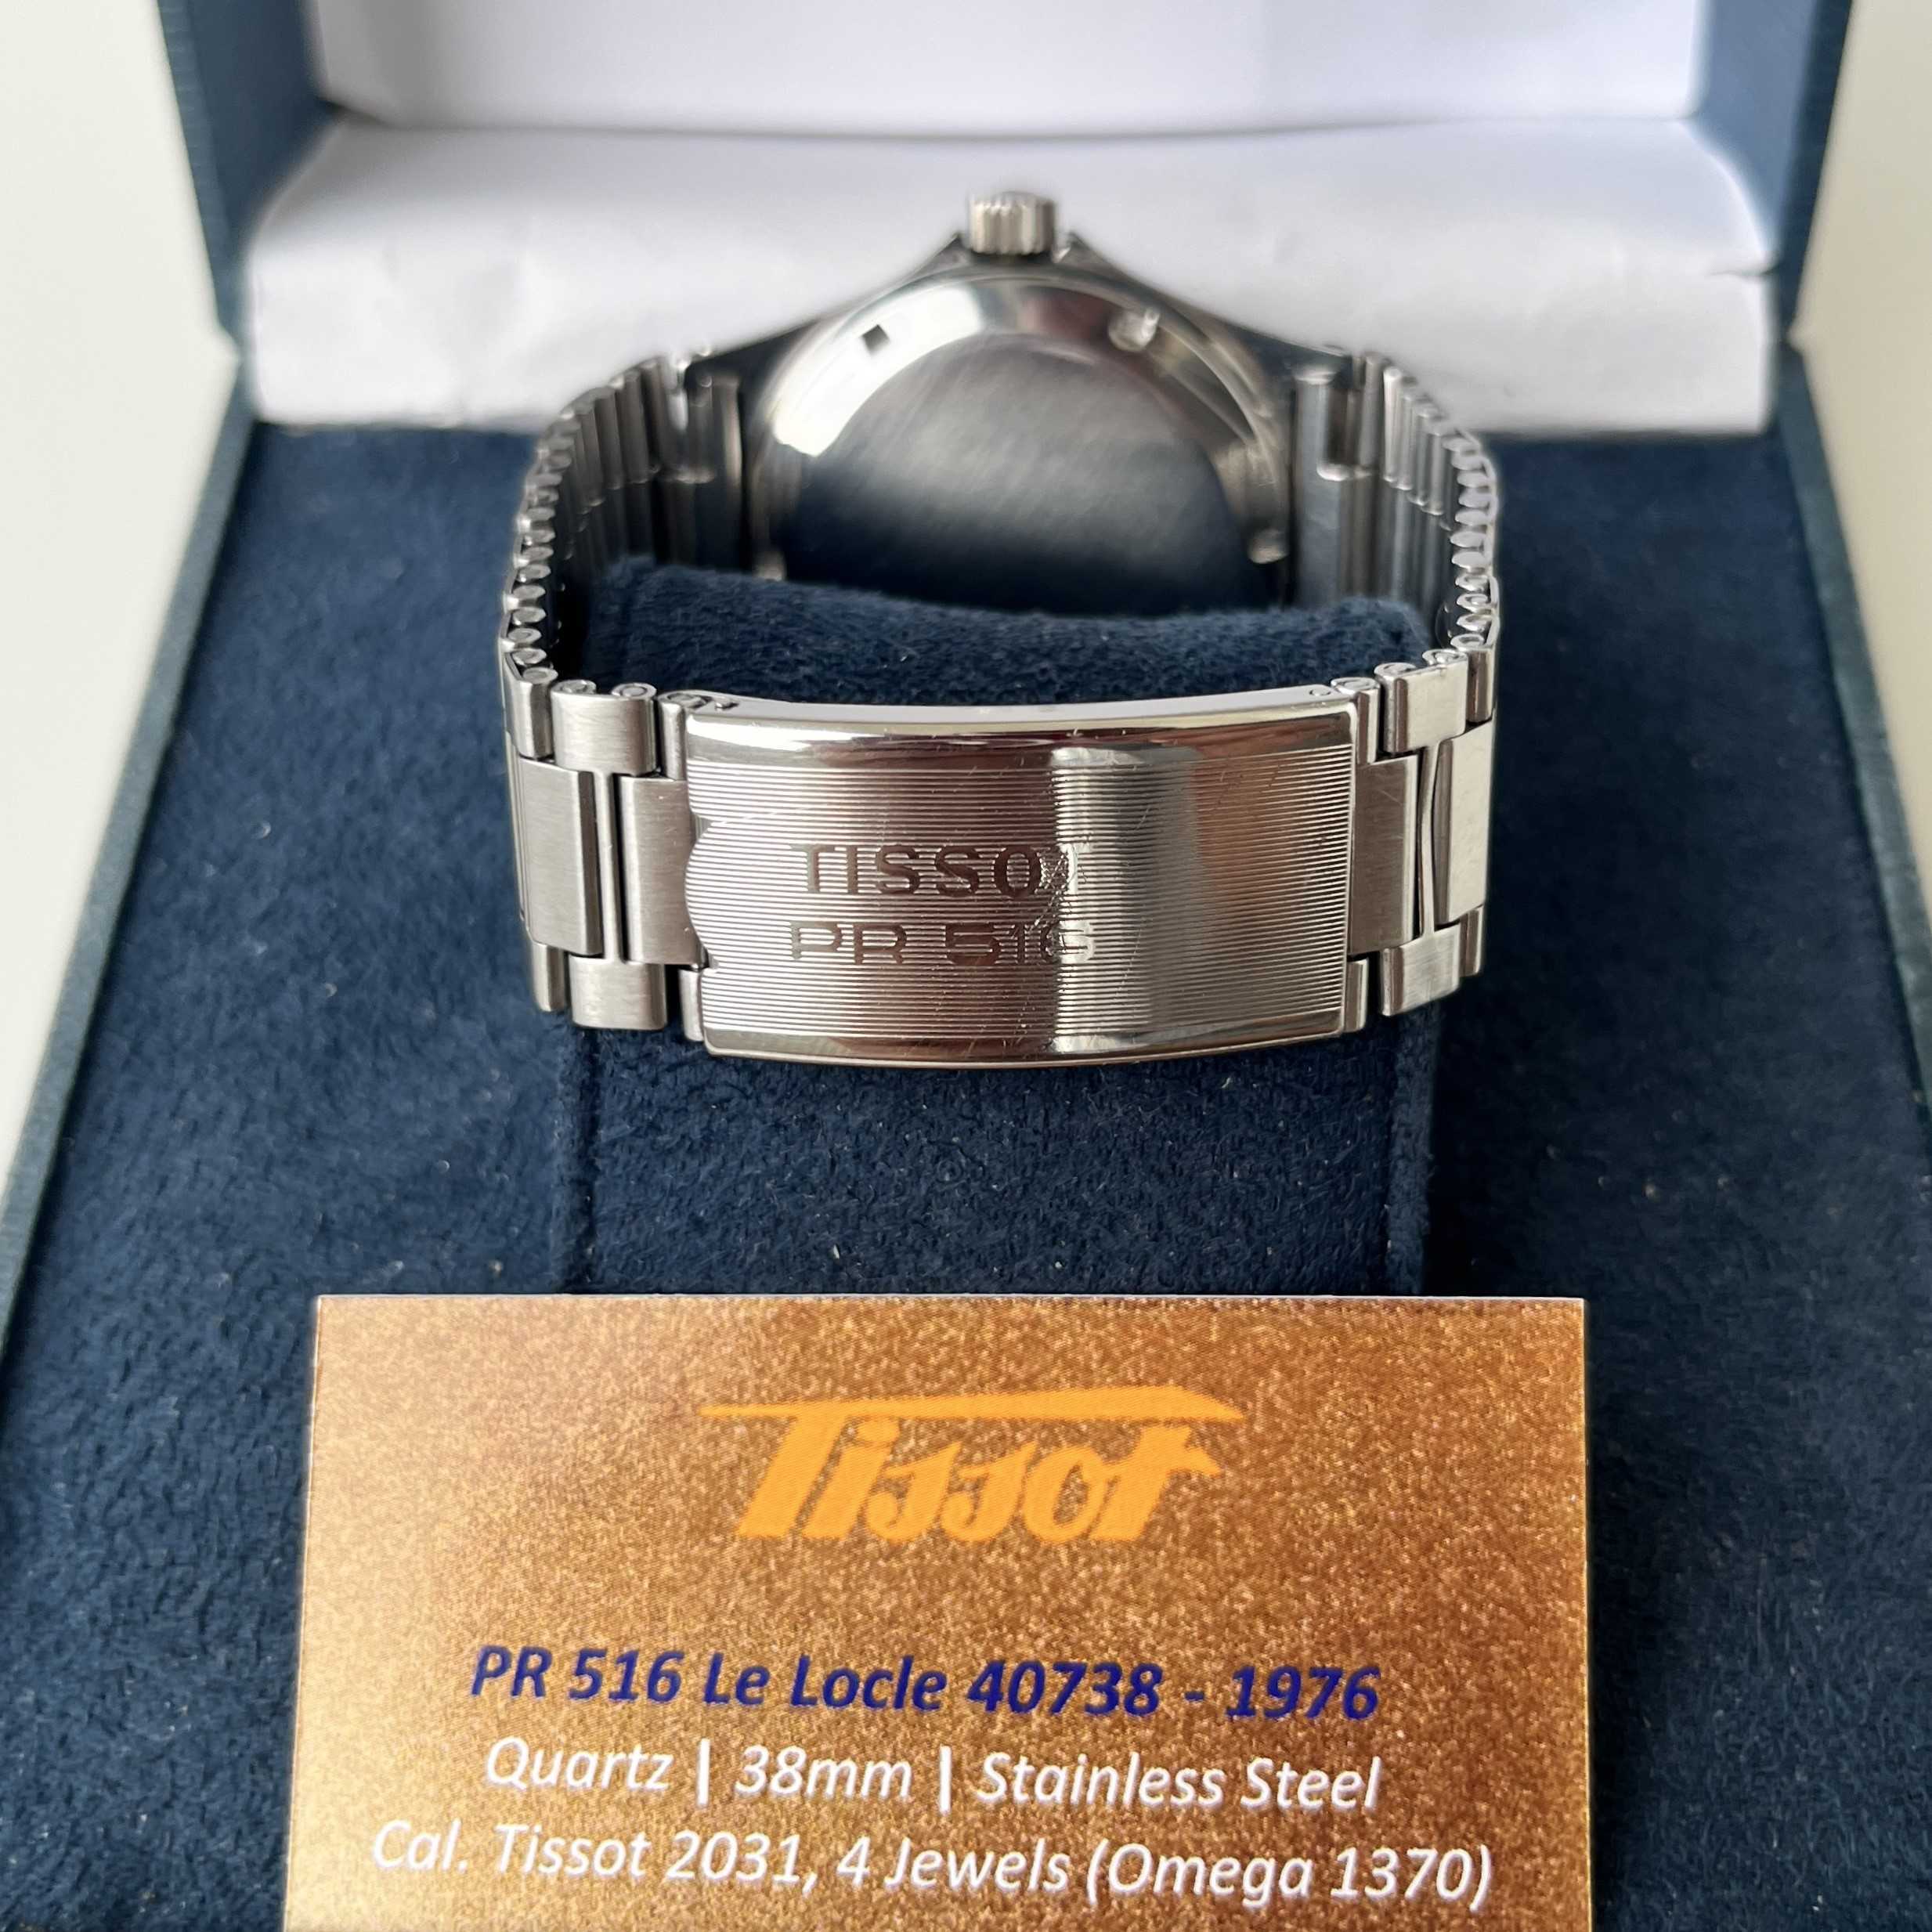 TISSOT
PR 516
Tissot
PR 516 Le Locle 40738 - 1976
Quartz | 38mm | Stainless Steel
Cal. Tissot 2031, 4 Jewels (Omega 1370)